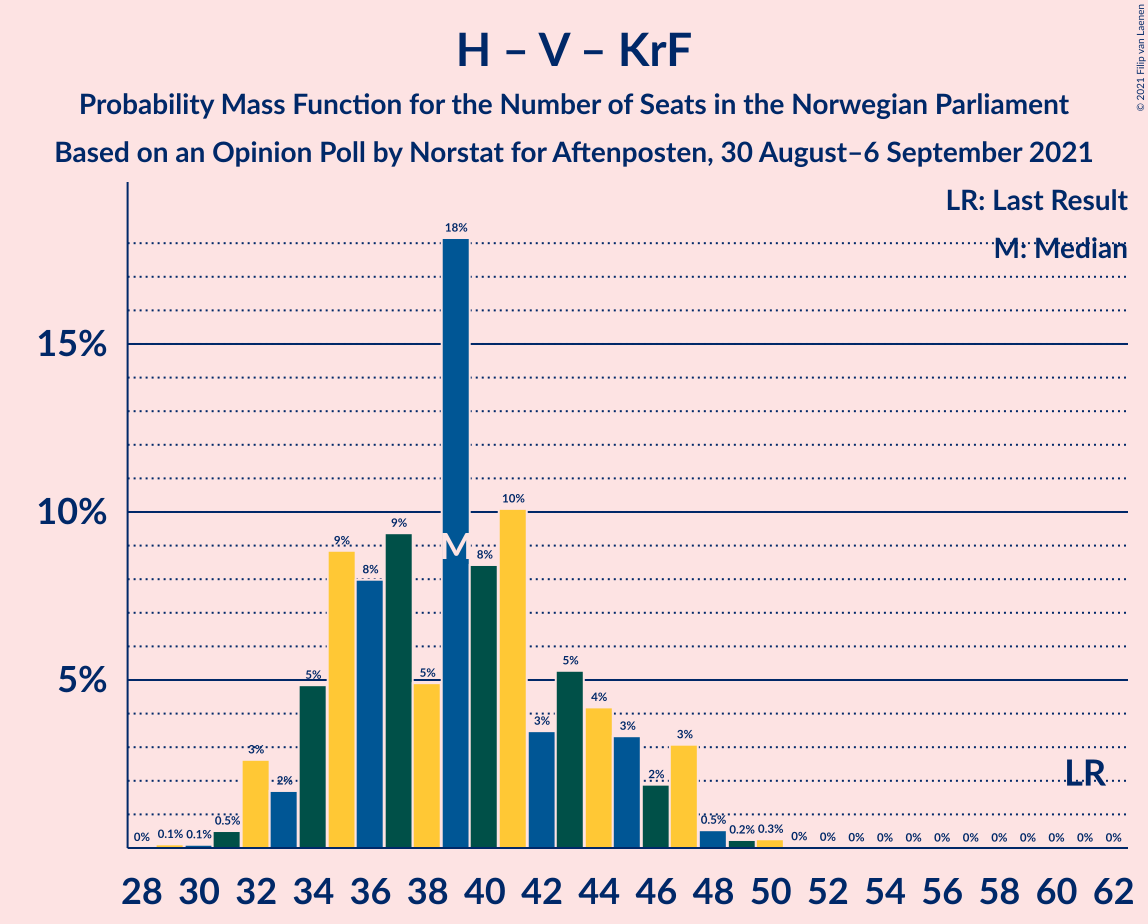 H – V – KrF
Probability Mass Function for the Number of Seats in the Norwegian Parliament
Based on an Opinion Poll by Norstat for Aftenposten, 30 August–6 September 2021
© 2021 Filip van Laenen
LR: Last Result
M: Median
15%
10%
5%
0% 0.1% 0.1% 0.5% 3% 2% 5% 9% 8% 9% 5% 18% 8% 10% 3% 5% 4% 3% 2% 3% 0.5% 0.2% 0.3% 0% 0% 0% 0% 0% 0% 0% 0% 0% 0% 0% 0%
M
LR
28 30 32 34 36 38 40 42 44 46 48 50 52 54 56 58 60 62